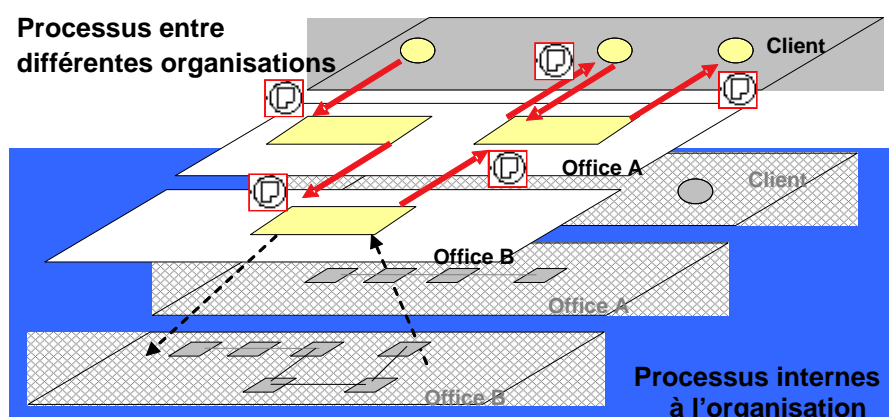 Processus entre
différentes organisations
Client
Office A
Client
Office B
Office A
Office B
Processus internes
à l'organisation